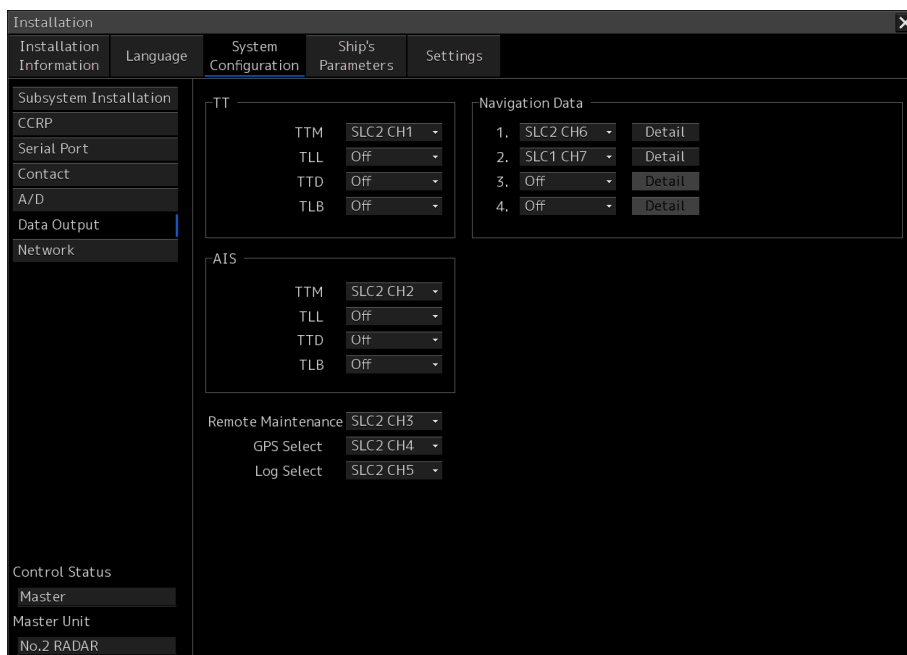 Installation
Installation Information
Language
System Configuration
Ship's Parameters
Settings
Subsystem Installation
CCRP
Serial Port
Contact
A/D
Data Output
Network
TT
TTM SLC2 CH1
TLL Off
TTD Off
TLB Off
Navigation Data
1. SLC2 CH6 Detail
2. SLC1 CH7 Detail
3. Off Detail
4. Off Detail
AIS
TTM SLC2 CH2
TLL Off
TTD Off
TLB Off
Remote Maintenance SLC2 CH3
GPS Select SLC2 CH4
Log Select SLC2 CH5
Control Status
Master
Master Unit
No.2 RADAR